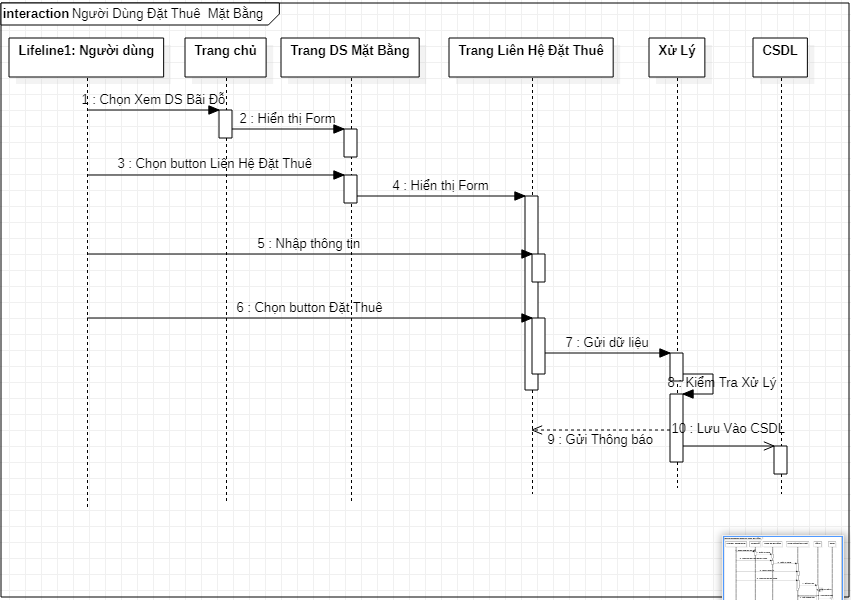 interaction Người Dùng Đặt Thuê Mặt Bằng
Lifeline1: Người dùng
Trang chủ
Trang DS Mặt Bằng
Trang Liên Hệ Đặt Thuê
Xử Lý
CSDL
1 : Chọn Xem DS Bãi Đỗ
2 : Hiển thị Form
3 : Chọn button Liên Hệ Đặt Thuê
4 : Hiển thị Form
5 : Nhập thông tin
6 : Chọn button Đặt Thuê
7 : Gửi dữ liệu
8 : Kiểm Tra Xử Lý
10 : Lưu Vào CSDL
9 : Gửi Thông báo